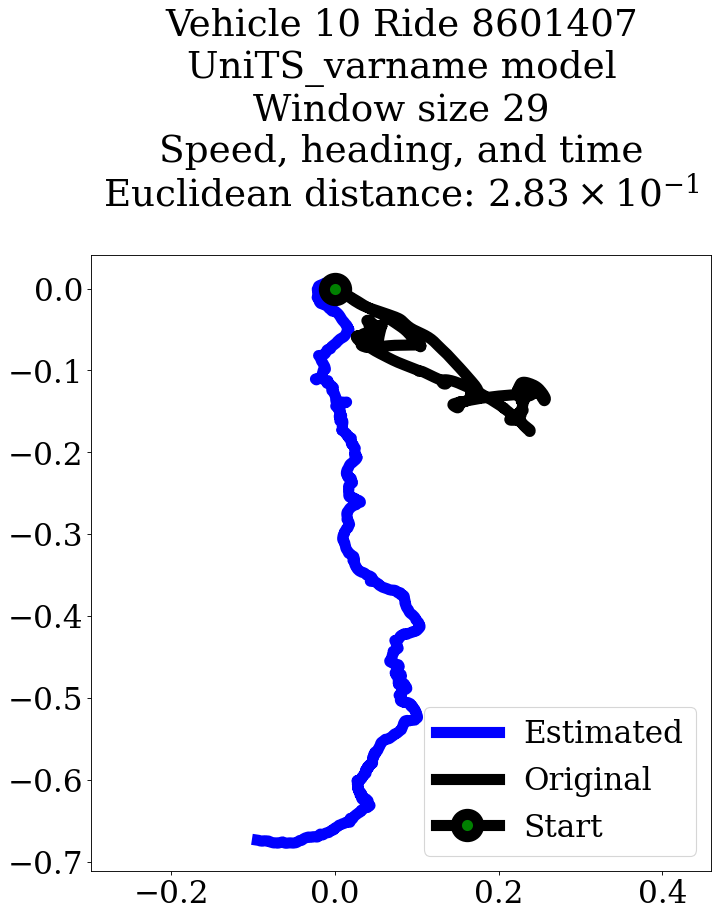 Vehicle 10 Ride 8601407
UniTS_varname model
Window size 29
Speed, heading, and time
Euclidean distance: 2.83 × 10⁻¹
0.0
−0.1
−0.2
−0.3
−0.4
−0.5
−0.6
−0.7
−0.2 0.0 0.2 0.4
Estimated
Original
Start